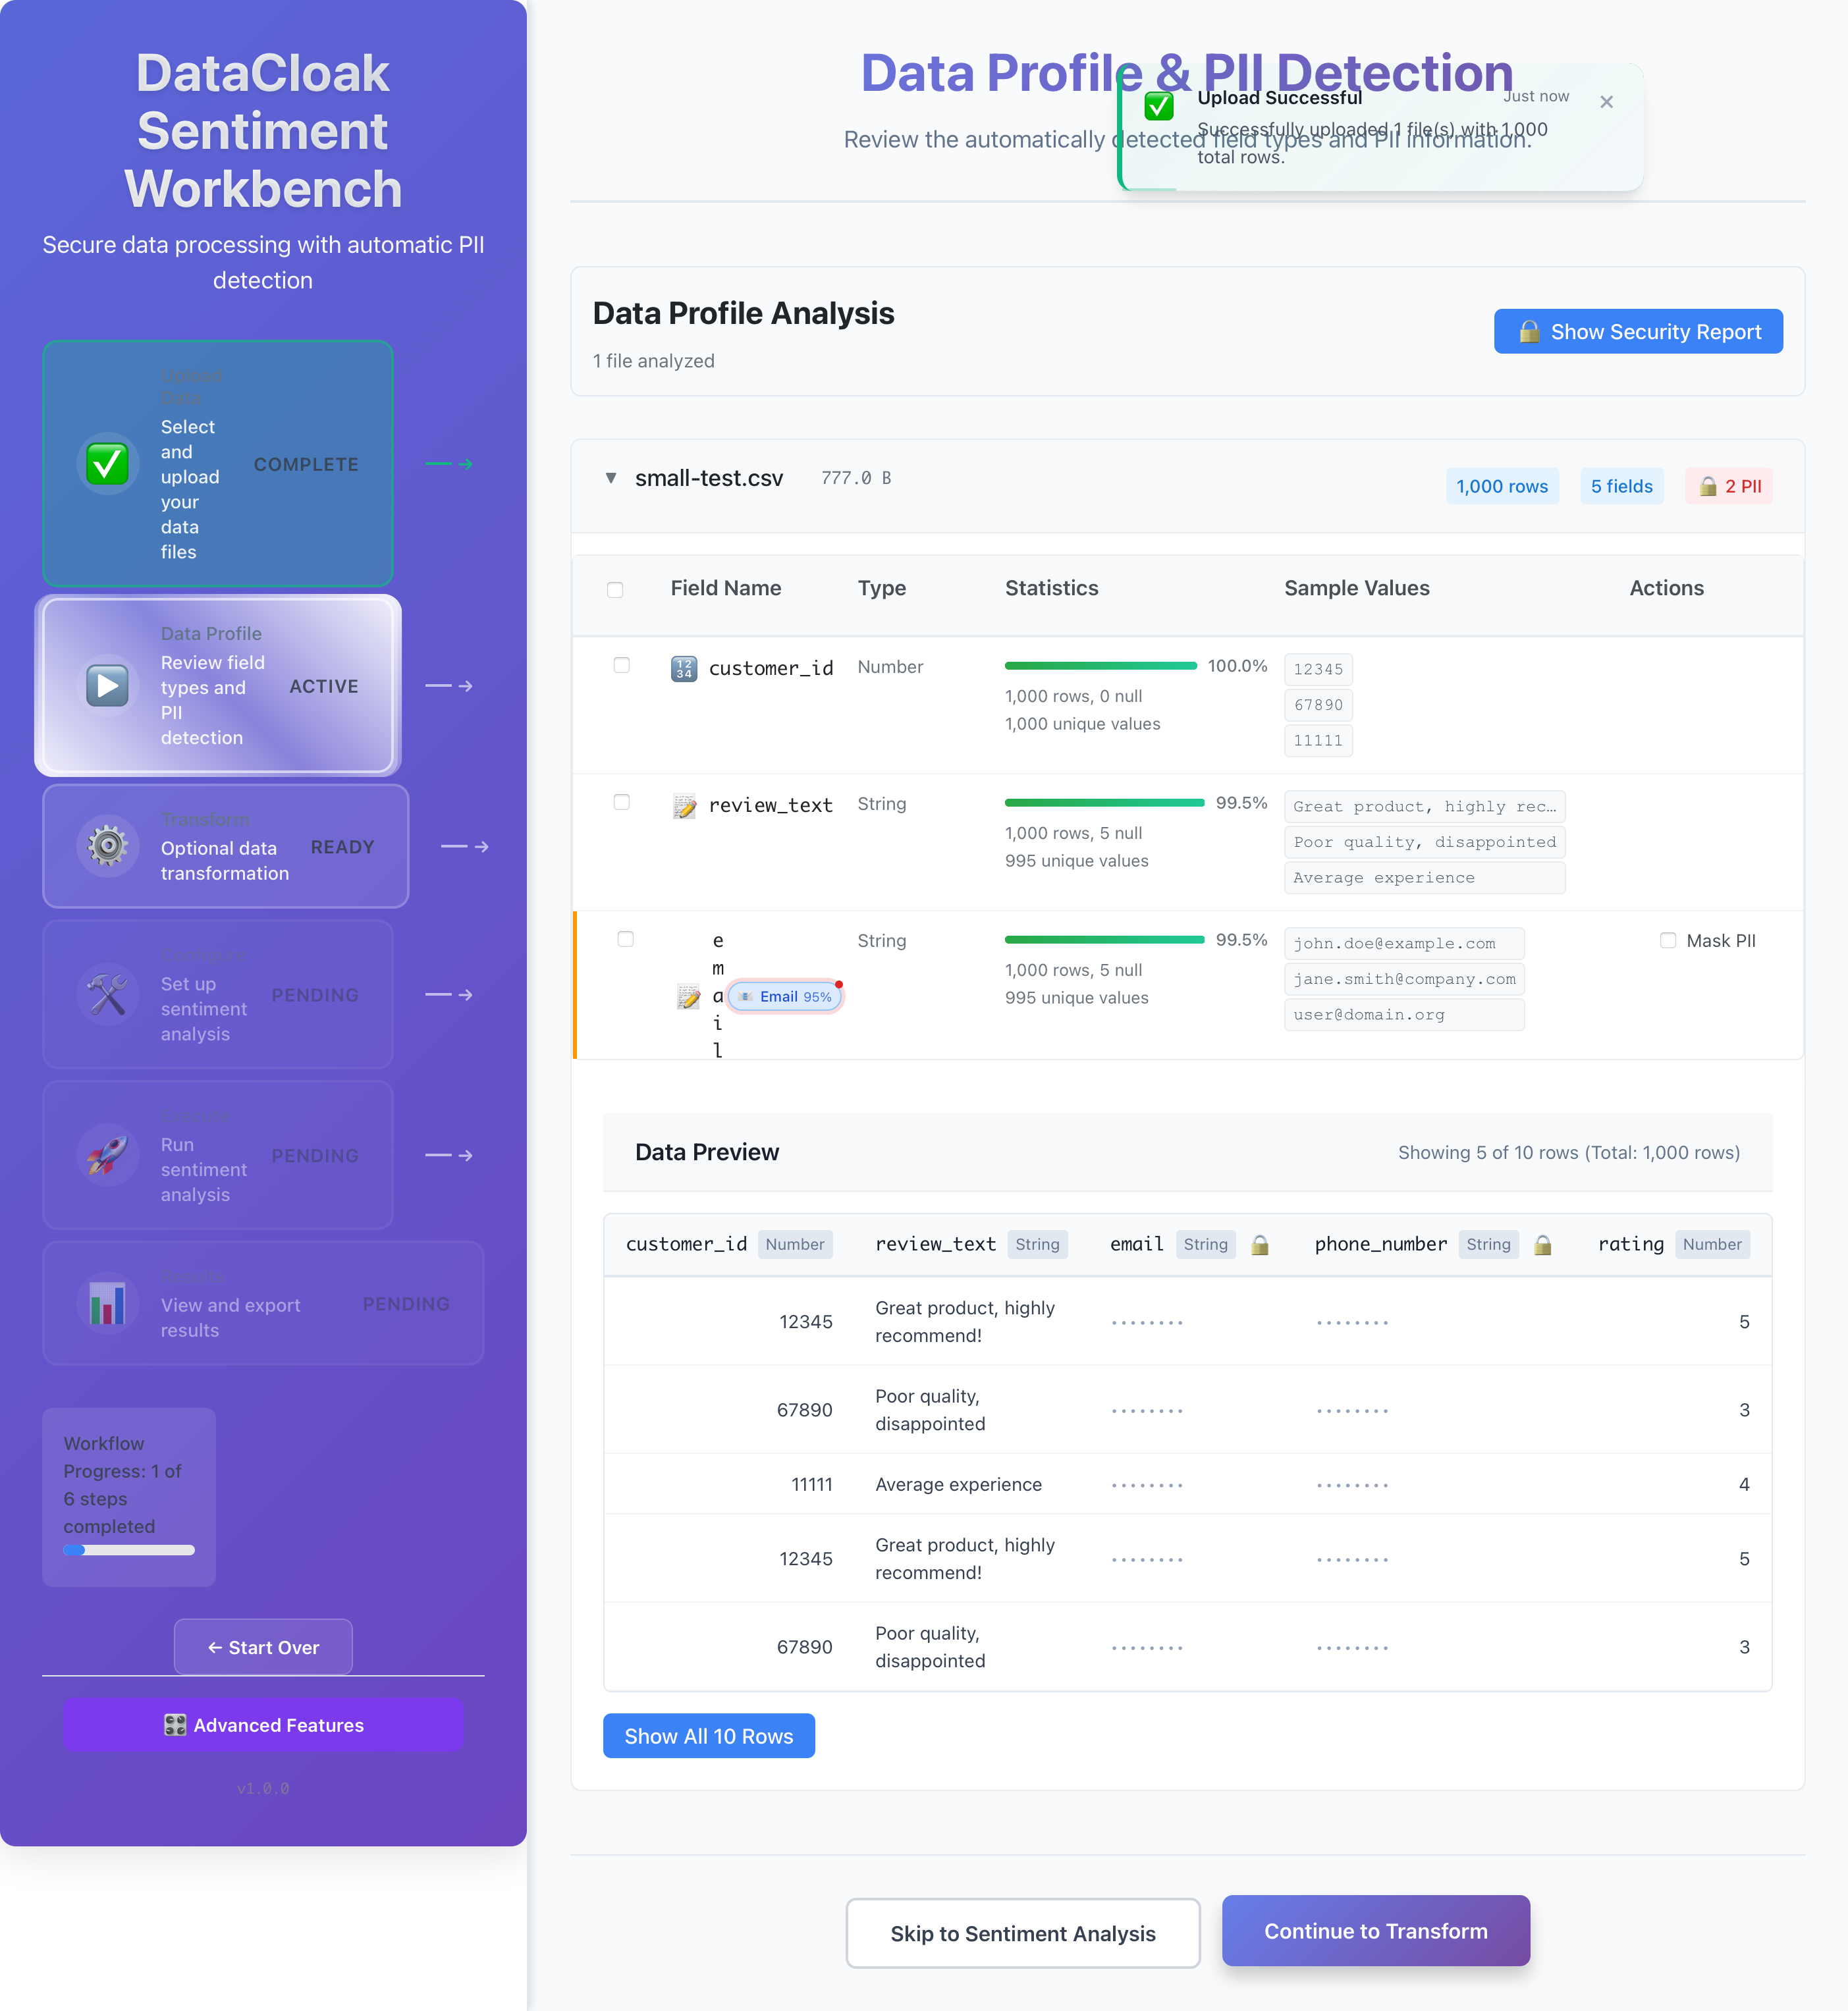 DataCloak
Sentiment
Workbench
Secure data processing with automatic PII
detection
Upload
Data
Select
and
upload
your
data
files
COMPLETE
Data Profile
Review field
types and
PII
detection
ACTIVE
Transform
Optional data
transformation
READY
Configure
Set up
sentiment
analysis
PENDING
Execute
Run
sentiment
analysis
PENDING
Results
View and export
results
PENDING
Workflow
Progress: 1 of
6 steps
completed
← Start Over
Advanced Features
v1.0.0
Data Profile & PII Detection
Review the automatically detected field types and PII information.
Upload Successful
Just now
×
Successfully uploaded 1 file(s) with 1,000
total rows.
Data Profile Analysis
1 file analyzed
Show Security Report
▼ small-test.csv 777.0 B
1,000 rows
5 fields
2 PII
Field Name Type Statistics Sample Values Actions
customer_id Number 100.0%
1,000 rows, 0 null
1,000 unique values
12345
67890
11111
review_text String 99.5%
1,000 rows, 5 null
995 unique values
Great product, highly rec…
Poor quality, disappointed
Average experience
e
m
a
i
l
Email 95%
String 99.5%
1,000 rows, 5 null
995 unique values
john.doe@example.com
jane.smith@company.com
user@domain.org
Mask PII
Data Preview
Showing 5 of 10 rows (Total: 1,000 rows)
customer_id Number review_text String email String phone_number String rating Number
12345 Great product, highly recommend! •••••••• •••••••• 5
67890 Poor quality, disappointed •••••••• •••••••• 3
11111 Average experience •••••••• •••••••• 4
12345 Great product, highly recommend! •••••••• •••••••• 5
67890 Poor quality, disappointed •••••••• •••••••• 3
Show All 10 Rows
Skip to Sentiment Analysis
Continue to Transform